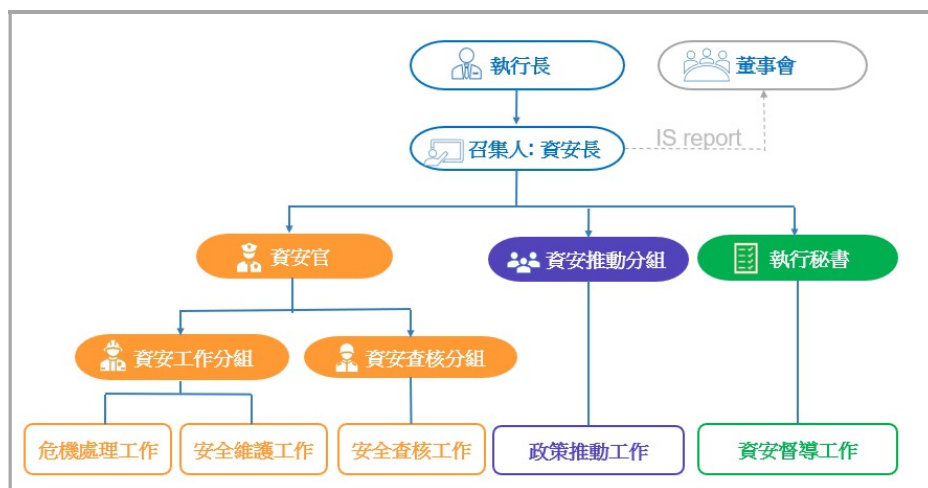 執行長
董事會
召集人: 資安長
IS report
資安官
資安推動分組
執行秘書
資安工作分組
資安查核分組
危機處理工作
安全維護工作
安全查核工作
政策推動工作
資安督導工作